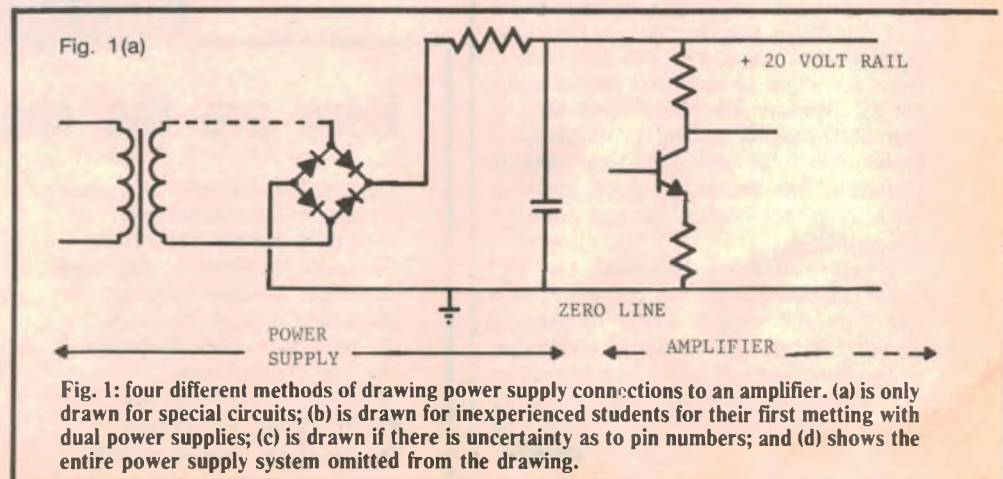 Fig. 1(a)
+ 20 VOLT RAIL
ZERO LINE
POWER
SUPPLY
AMPLIFIER
Fig. 1: four different methods of drawing power supply connections to an amplifier. (a) is only
drawn for special circuits; (b) is drawn for inexperienced students for their first metting with
dual power supplies; (c) is drawn if there is uncertainty as to pin numbers; and (d) shows the
entire power supply system omitted from the drawing.